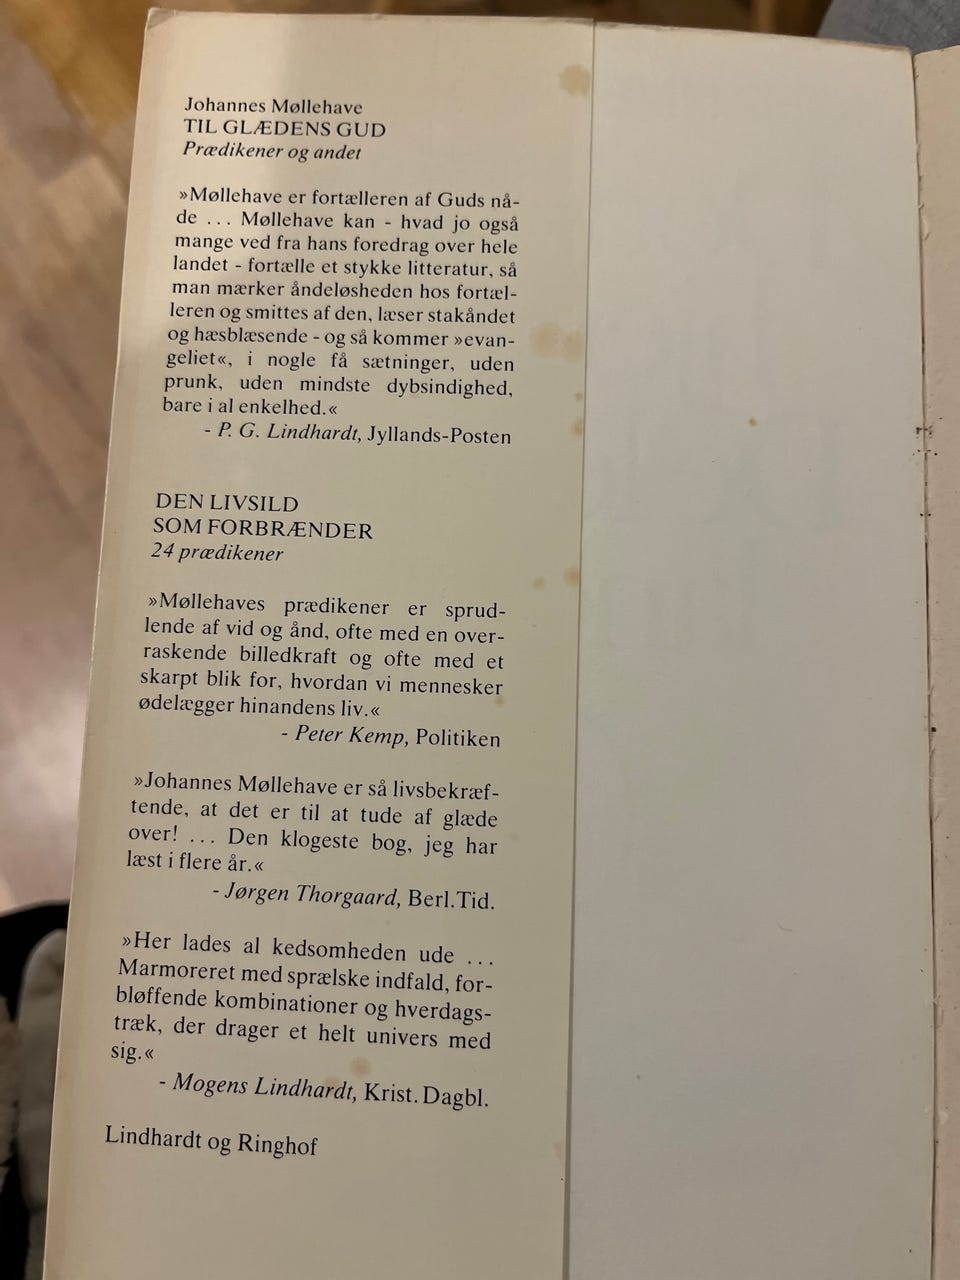 Johannes Møllehave
TIL GLÆDENS GUD
Prædikener og andet
»Møllehave er fortælleren af Guds nå-
de ... Møllehave kan - hvad jo også
mange ved fra hans foredrag over hele
landet - fortælle et stykke litteratur, så
man mærker åndeløsheden hos fortæl-
leren og smittes af den, læser stakåndet
og hæsblæsende - og så kommer »evan-
geliet«, i nogle få sætninger, uden
prunk, uden mindste dybsindighed,
bare i al enkelhed.«
- P. G. Lindhardt, Jyllands-Posten
DEN LIVSILD
SOM FORBRÆNDER
24 prædikener
»Møllehaves prædikener er sprud-
lende af vid og ånd, ofte med en over-
raskende billedkraft og ofte med et
skarpt blik for, hvordan vi mennesker
ødelægger hinandens liv.«
- Peter Kemp, Politiken
»Johannes Møllehave er så livsbekræf-
tende, at det er til at tude af glæde
over! ... Den klogeste bog, jeg har
læst i flere år.«
- Jørgen Thorgaard, Berl.Tid.
»Her lades al kedsomheden ude ...
Marmoreret med sprælske indfald, for-
bløffende kombinationer og hverdags-
træk, der drager et helt univers med
sig.«
- Mogens Lindhardt, Krist. Dagbl.
Lindhardt og Ringhof